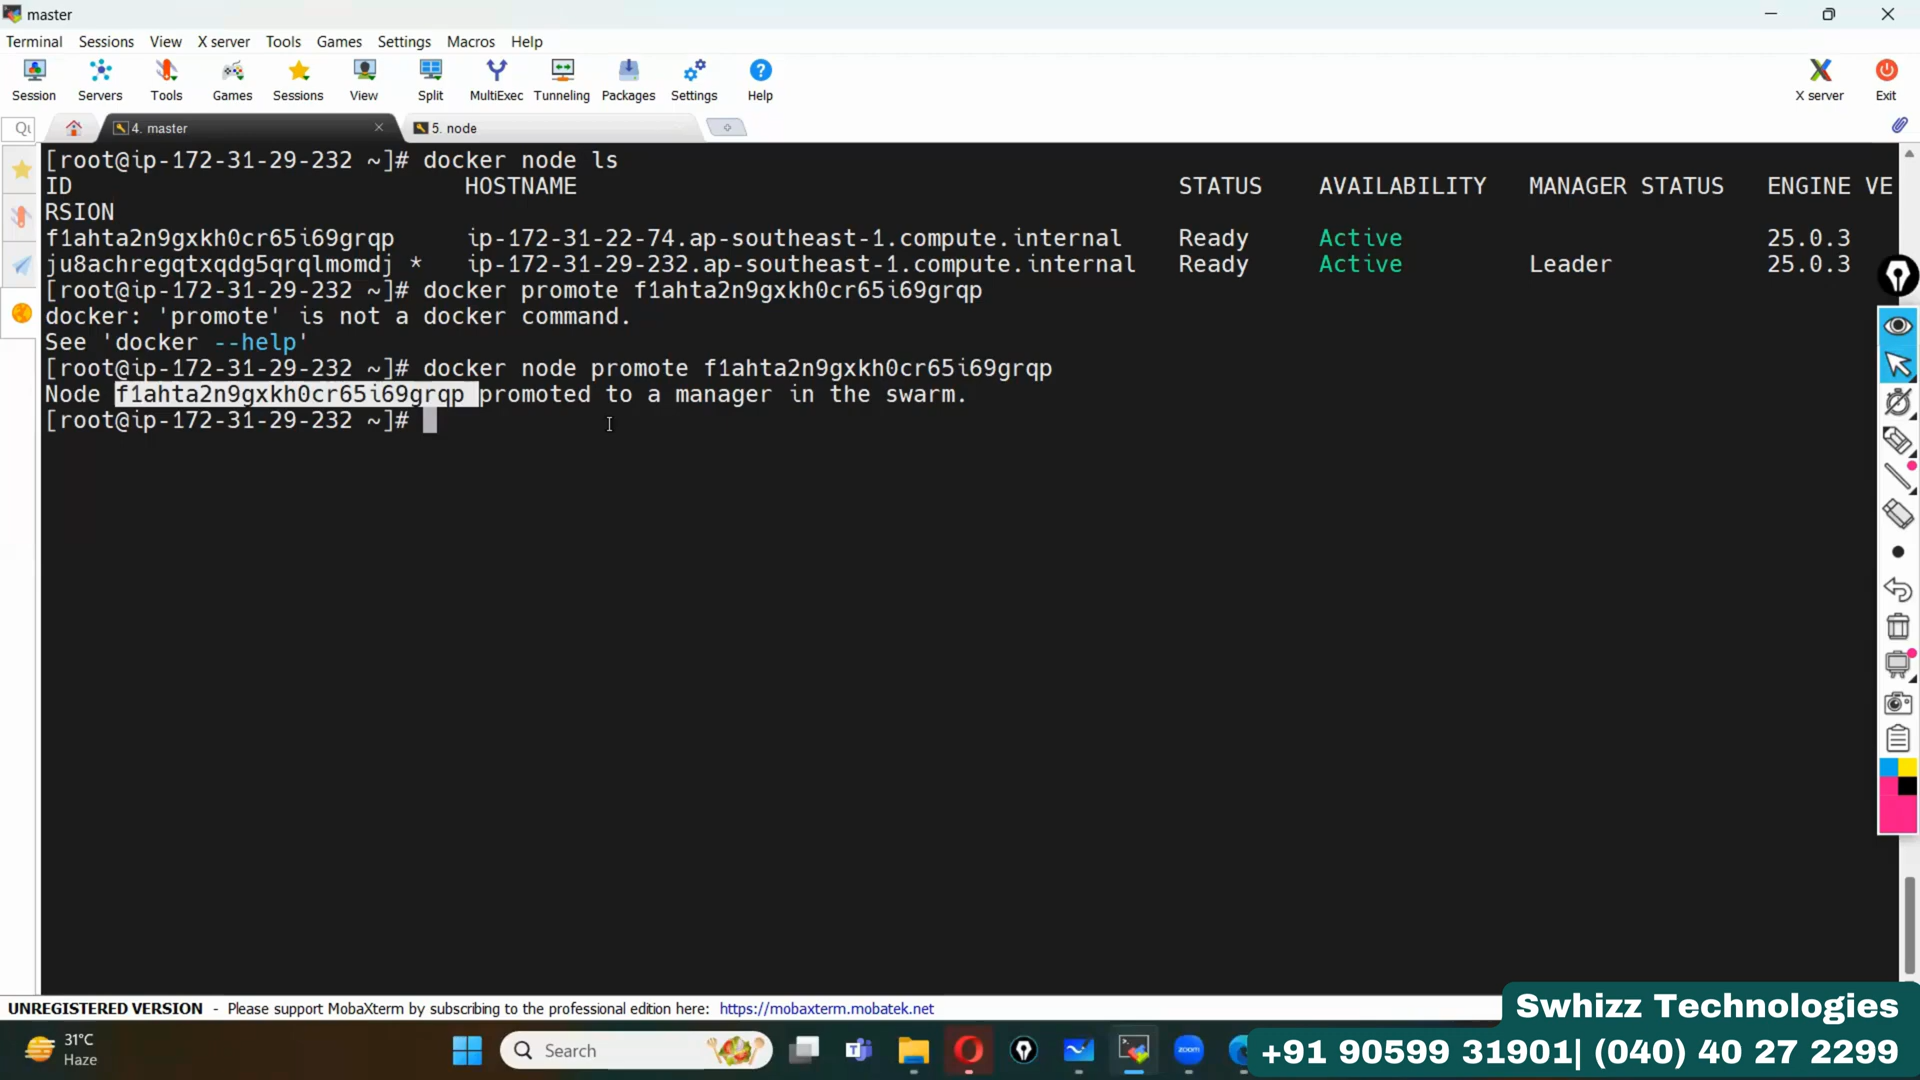 master
Terminal Sessions View X server Tools Games Settings Macros Help
Session Servers Tools Games Sessions View Split MultiExec Tunneling Packages Settings Help X server Exit
4. master 5. node
[root@ip-172-31-29-232 ~]# docker node ls
ID HOSTNAME STATUS AVAILABILITY MANAGER STATUS ENGINE VE
RSION
f1ahta2n9gxkh0cr65i69grqp ip-172-31-22-74.ap-southeast-1.compute.internal Ready Active 25.0.3
ju8achregqtxqdg5qrqlmomdj * ip-172-31-29-232.ap-southeast-1.compute.internal Ready Active Leader 25.0.3
[root@ip-172-31-29-232 ~]# docker promote f1ahta2n9gxkh0cr65i69grqp
docker: 'promote' is not a docker command.
See 'docker --help'
[root@ip-172-31-29-232 ~]# docker node promote f1ahta2n9gxkh0cr65i69grqp
Node f1ahta2n9gxkh0cr65i69grqp promoted to a manager in the swarm.
[root@ip-172-31-29-232 ~]#
UNREGISTERED VERSION - Please support MobaXterm by subscribing to the professional edition here: https://mobaxterm.mobatek.net
Swhizz Technologies
+91 90599 31901| (040) 40 27 2299
31°C
Haze
Search
zoom